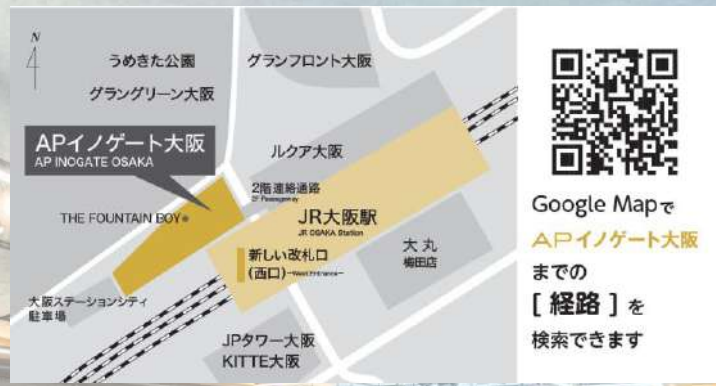 N
うめきた公園
グラングリーン大阪
グランフロント大阪
APイノゲート大阪
AP INOGATE OSAKA
ルクア大阪
2階連絡通路
2F Passageway
THE FOUNTAIN BOY
JR大阪駅
JR OSAKA Station
新しい改札口
(西口)
-West Entrance-
大丸
梅田店
大阪ステーションシティ
駐車場
JPタワー大阪
KITTE大阪
Google Mapで
APイノゲート大阪
までの
[ 経路 ] を
検索できます